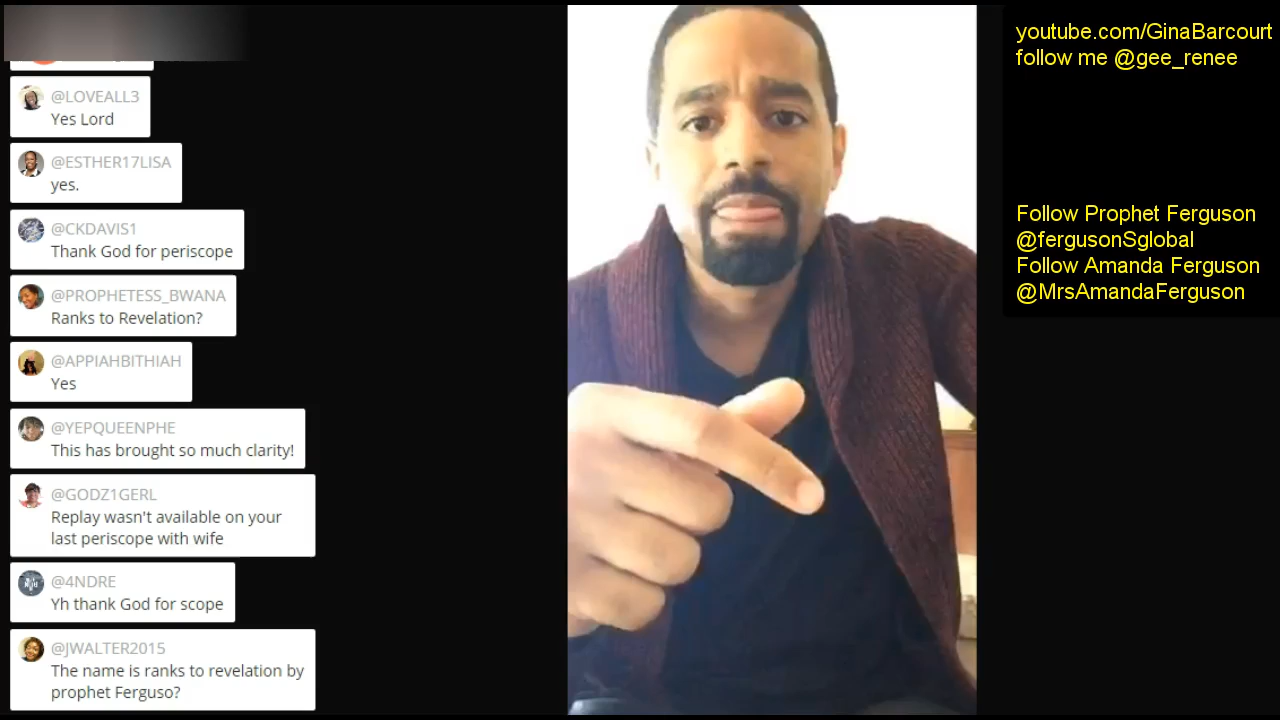 @LOVEALL3
Yes Lord
@ESTHER17LISA
yes.
@CKDAVIS1
Thank God for periscope
@PROPHETESS_BWANA
Ranks to Revelation?
@APPIAHBITHIAH
Yes
@YEPQUEENPHE
This has brought so much clarity!
@GODZ1GERL
Replay wasn't available on your
last periscope with wife
@4NDRE
Yh thank God for scope
@JWALTER2015
The name is ranks to revelation by
prophet Ferguso?
youtube.com/GinaBarcourt
follow me @gee_renee
Follow Prophet Ferguson
@fergusonSglobal
Follow Amanda Ferguson
@MrsAmandaFerguson